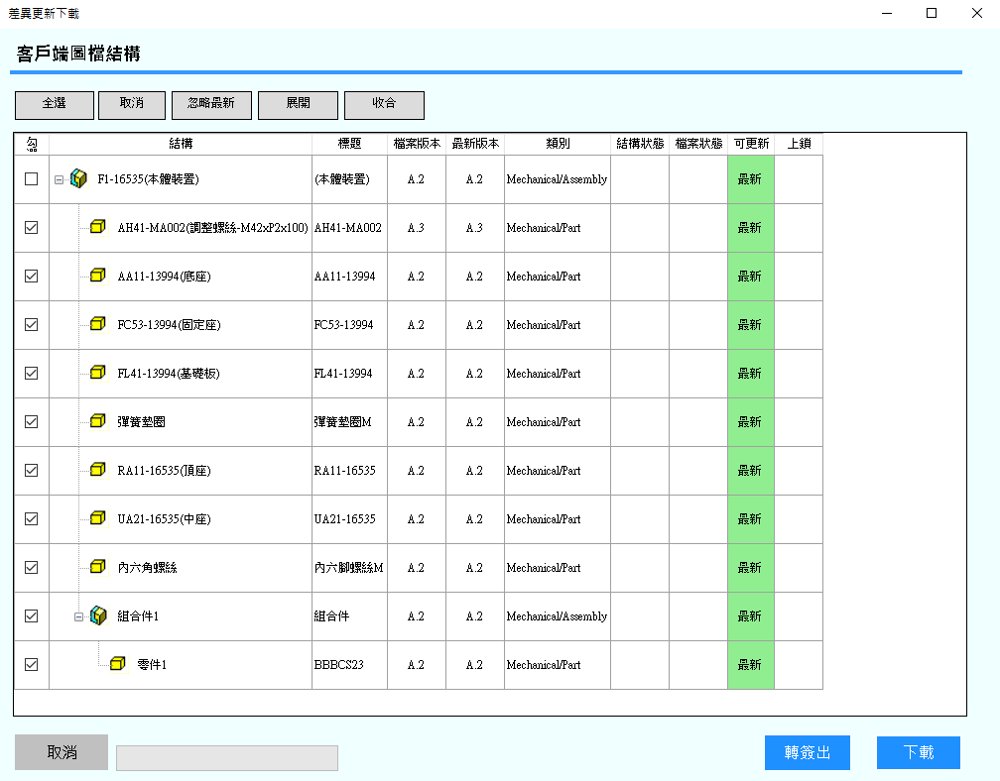 差異更新下載
客戶端圖檔結構
全選 取消 忽略最新 展開 收合
勾選 結構 標題 檔案版本 最新版本 類別 結構狀態 檔案狀態 可更新 上鎖
F1-16535(本體裝置) (本體裝置) A.2 A.2 Mechanical/Assembly 最新
AH41-MA002(調整螺絲-M42xP2x100) AH41-MA002 A.3 A.3 Mechanical/Part 最新
AA11-13994(底座) AA11-13994 A.2 A.2 Mechanical/Part 最新
FC53-13994(固定座) FC53-13994 A.2 A.2 Mechanical/Part 最新
FL41-13994(基礎板) FL41-13994 A.2 A.2 Mechanical/Part 最新
彈簧墊圈 彈簧墊圈M A.2 A.2 Mechanical/Part 最新
RA11-16535(頂座) RA11-16535 A.2 A.2 Mechanical/Part 最新
UA21-16535(中座) UA21-16535 A.2 A.2 Mechanical/Part 最新
內六角螺絲 內六腳螺絲M A.2 A.2 Mechanical/Part 最新
組合件1 組合件 A.2 A.2 Mechanical/Assembly 最新
零件1 BBBCS23 A.2 A.2 Mechanical/Part 最新
取消 轉簽出 下載